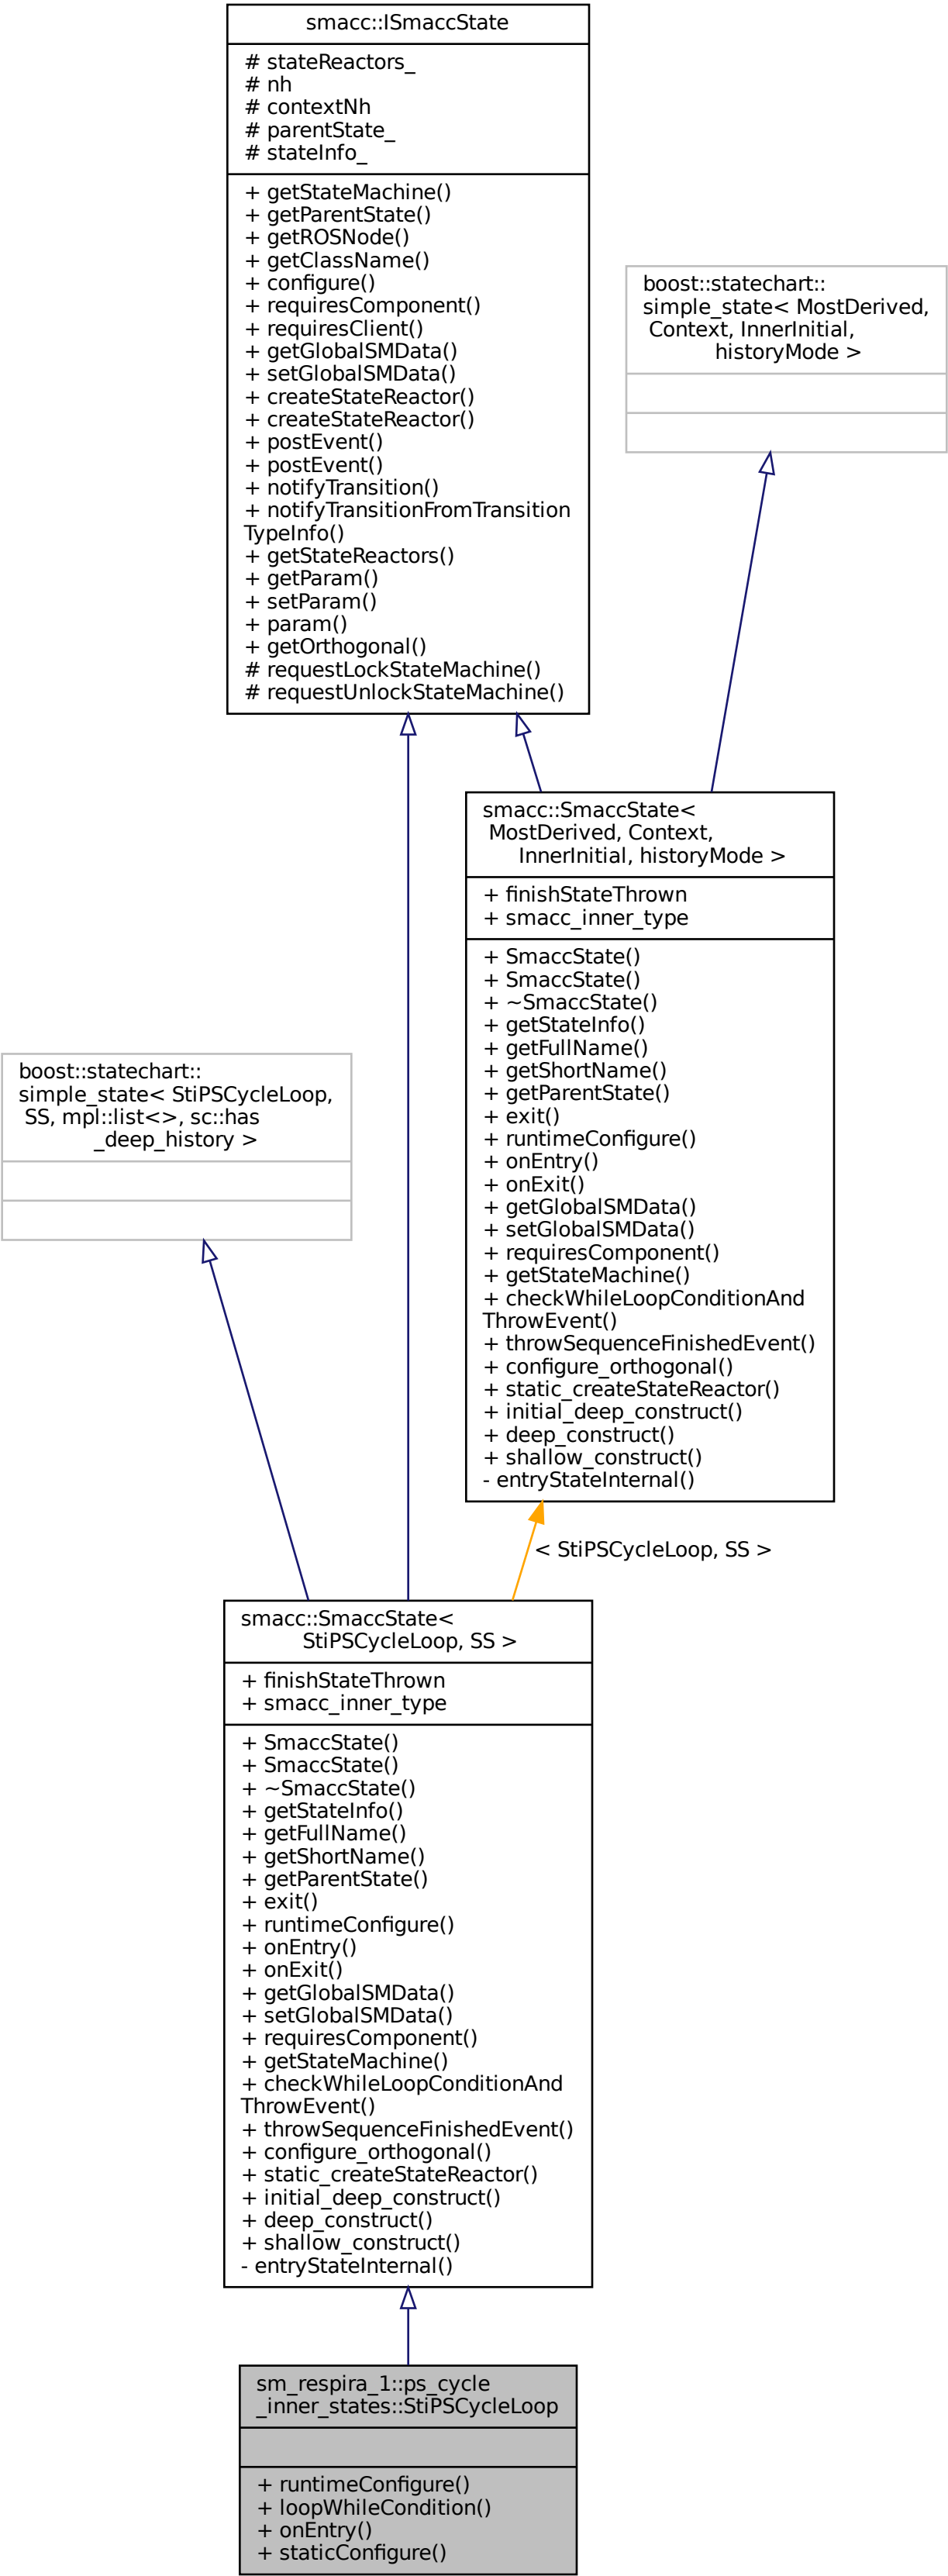 smacc::ISmaccState
# stateReactors_
# nh
# contextNh
# parentState_
# stateInfo_
+ getStateMachine()
+ getParentState()
+ getROSNode()
+ getClassName()
+ configure()
+ requiresComponent()
+ requiresClient()
+ getGlobalSMData()
+ setGlobalSMData()
+ createStateReactor()
+ createStateReactor()
+ postEvent()
+ postEvent()
+ notifyTransition()
+ notifyTransitionFromTransition
TypeInfo()
+ getStateReactors()
+ getParam()
+ setParam()
+ param()
+ getOrthogonal()
# requestLockStateMachine()
# requestUnlockStateMachine()
boost::statechart::
simple_state< MostDerived,
Context, InnerInitial,
historyMode >
smacc::SmaccState<
MostDerived, Context,
InnerInitial, historyMode >
+ finishStateThrown
+ smacc_inner_type
+ SmaccState()
+ SmaccState()
+ ~SmaccState()
+ getStateInfo()
+ getFullName()
+ getShortName()
+ getParentState()
+ exit()
+ runtimeConfigure()
+ onEntry()
+ onExit()
+ getGlobalSMData()
+ setGlobalSMData()
+ requiresComponent()
+ getStateMachine()
+ checkWhileLoopConditionAnd
ThrowEvent()
+ throwSequenceFinishedEvent()
+ configure_orthogonal()
+ static_createStateReactor()
+ initial_deep_construct()
+ deep_construct()
+ shallow_construct()
- entryStateInternal()
boost::statechart::
simple_state< StiPSCycleLoop,
SS, mpl::list<>, sc::has
_deep_history >
< StiPSCycleLoop, SS >
smacc::SmaccState<
StiPSCycleLoop, SS >
+ finishStateThrown
+ smacc_inner_type
+ SmaccState()
+ SmaccState()
+ ~SmaccState()
+ getStateInfo()
+ getFullName()
+ getShortName()
+ getParentState()
+ exit()
+ runtimeConfigure()
+ onEntry()
+ onExit()
+ getGlobalSMData()
+ setGlobalSMData()
+ requiresComponent()
+ getStateMachine()
+ checkWhileLoopConditionAnd
ThrowEvent()
+ throwSequenceFinishedEvent()
+ configure_orthogonal()
+ static_createStateReactor()
+ initial_deep_construct()
+ deep_construct()
+ shallow_construct()
- entryStateInternal()
sm_respira_1::ps_cycle
_inner_states::StiPSCycleLoop
+ runtimeConfigure()
+ loopWhileCondition()
+ onEntry()
+ staticConfigure()